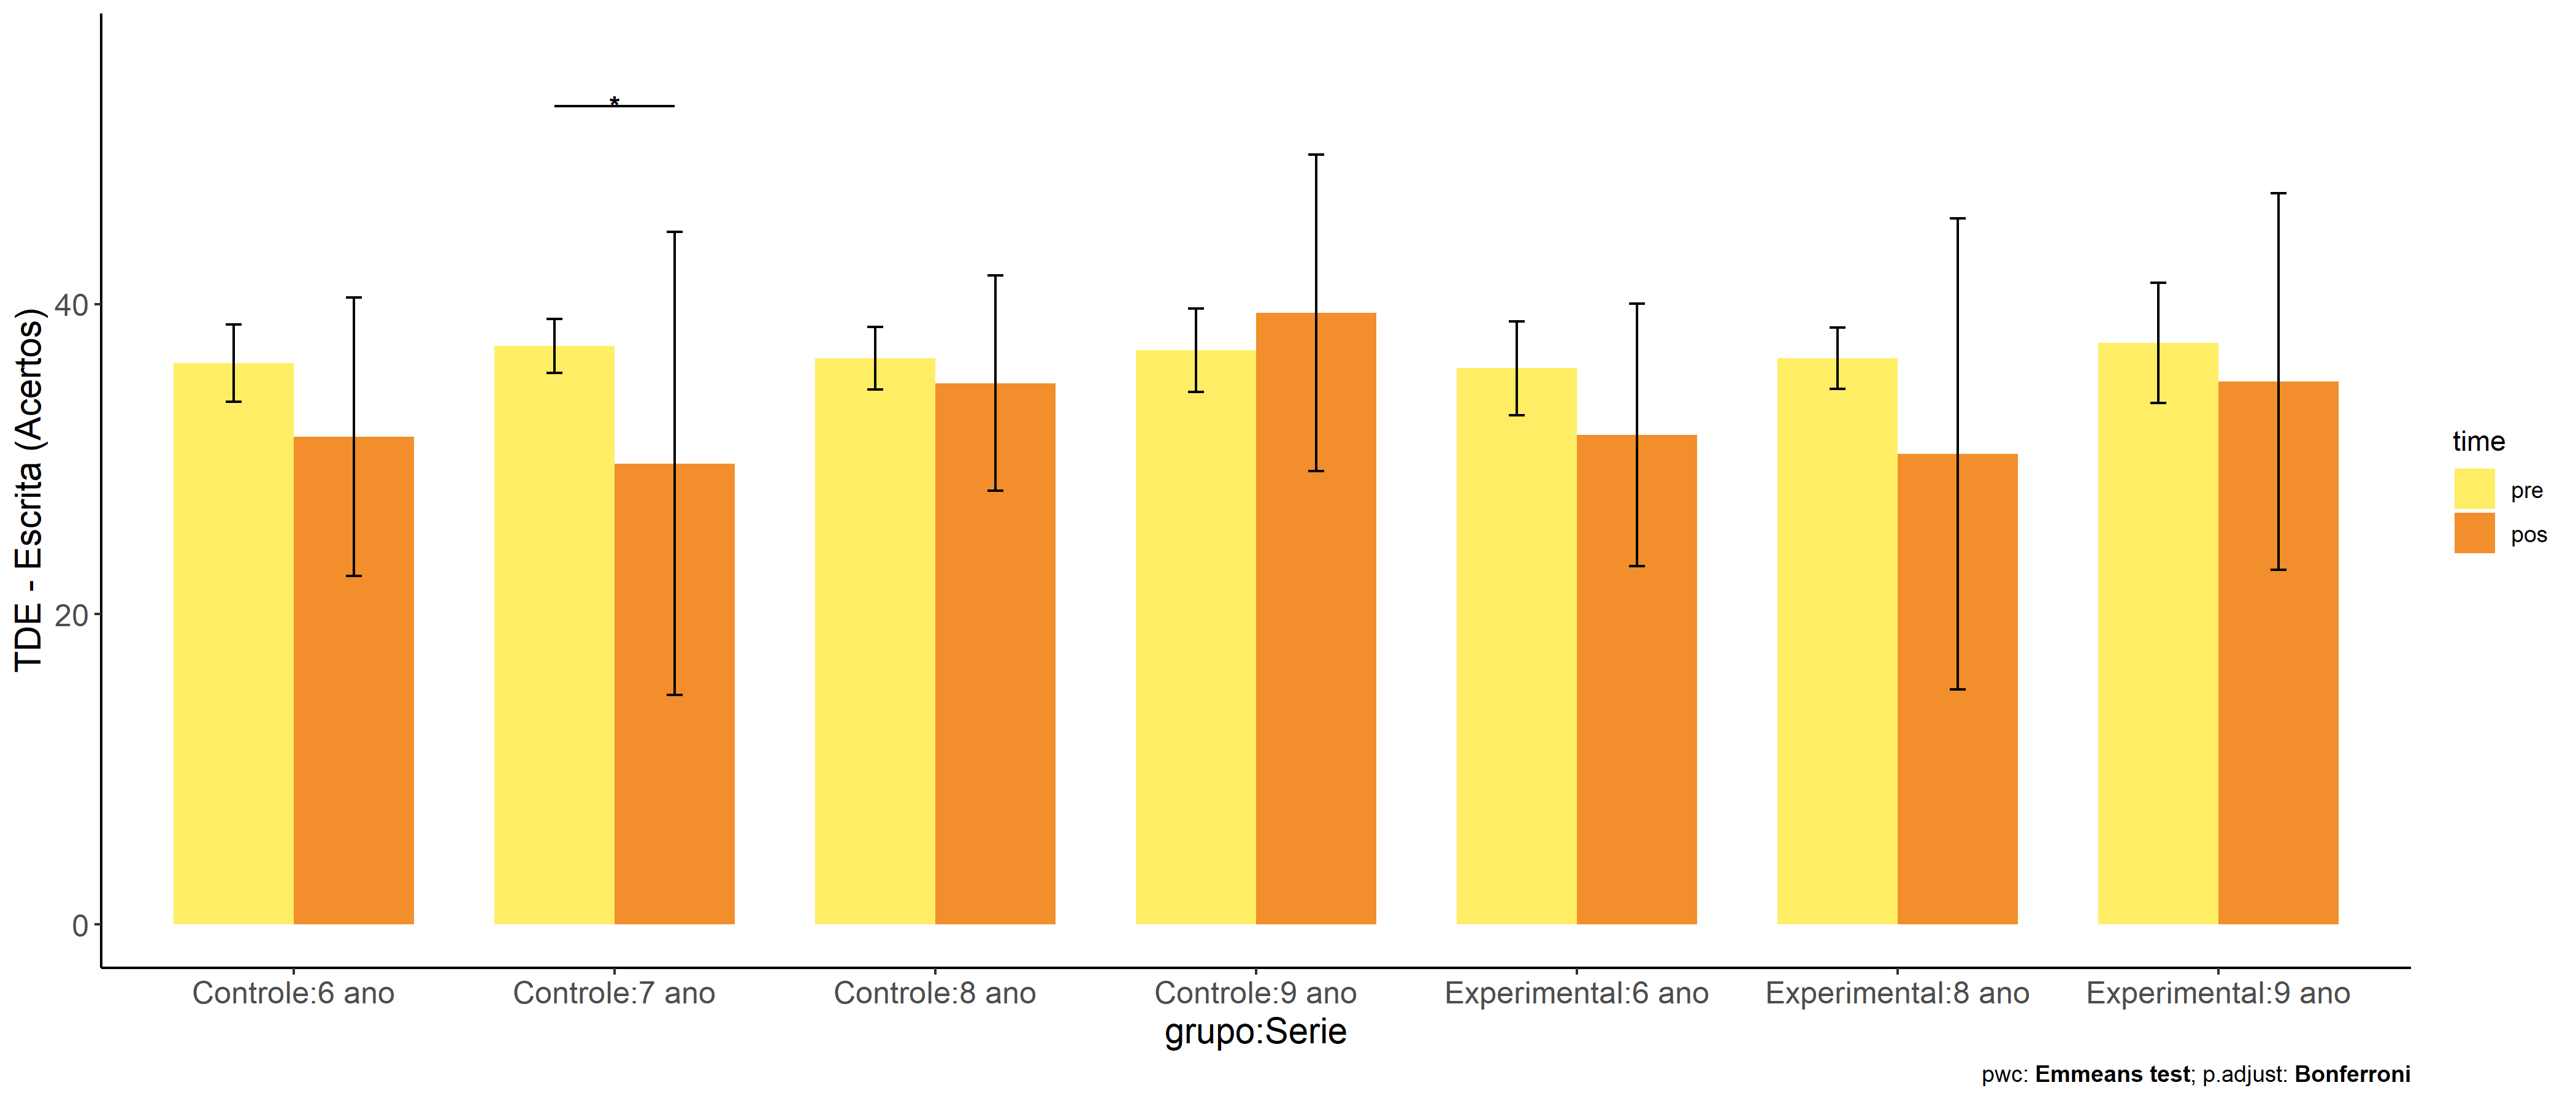 *
TDE - Escrita (Acertos)
40
20
0
Controle:6 ano
Controle:7 ano
Controle:8 ano
Controle:9 ano
Experimental:6 ano
Experimental:8 ano
Experimental:9 ano
grupo:Serie
time
pre
pos
pwc: Emmeans test; p.adjust: Bonferroni